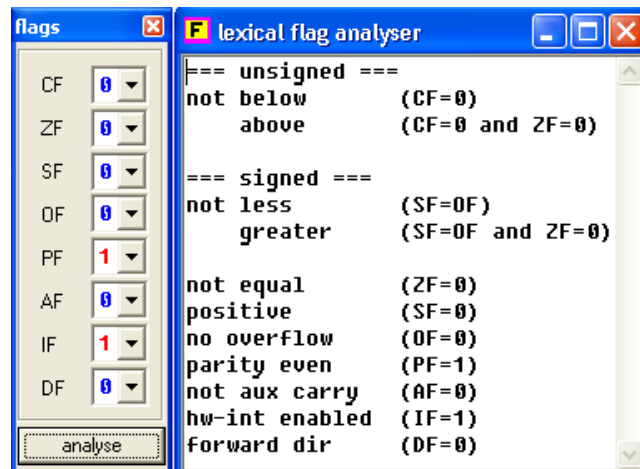 flags
CF 0
ZF 0
SF 0
OF 0
PF 1
AF 0
IF 1
DF 0
analyse
F lexical flag analyser
=== unsigned ===
not below (CF=0)
above (CF=0 and ZF=0)
=== signed ===
not less (SF=OF)
greater (SF=OF and ZF=0)
not equal (ZF=0)
positive (SF=0)
no overflow (OF=0)
parity even (PF=1)
not aux carry (AF=0)
hw-int enabled (IF=1)
forward dir (DF=0)